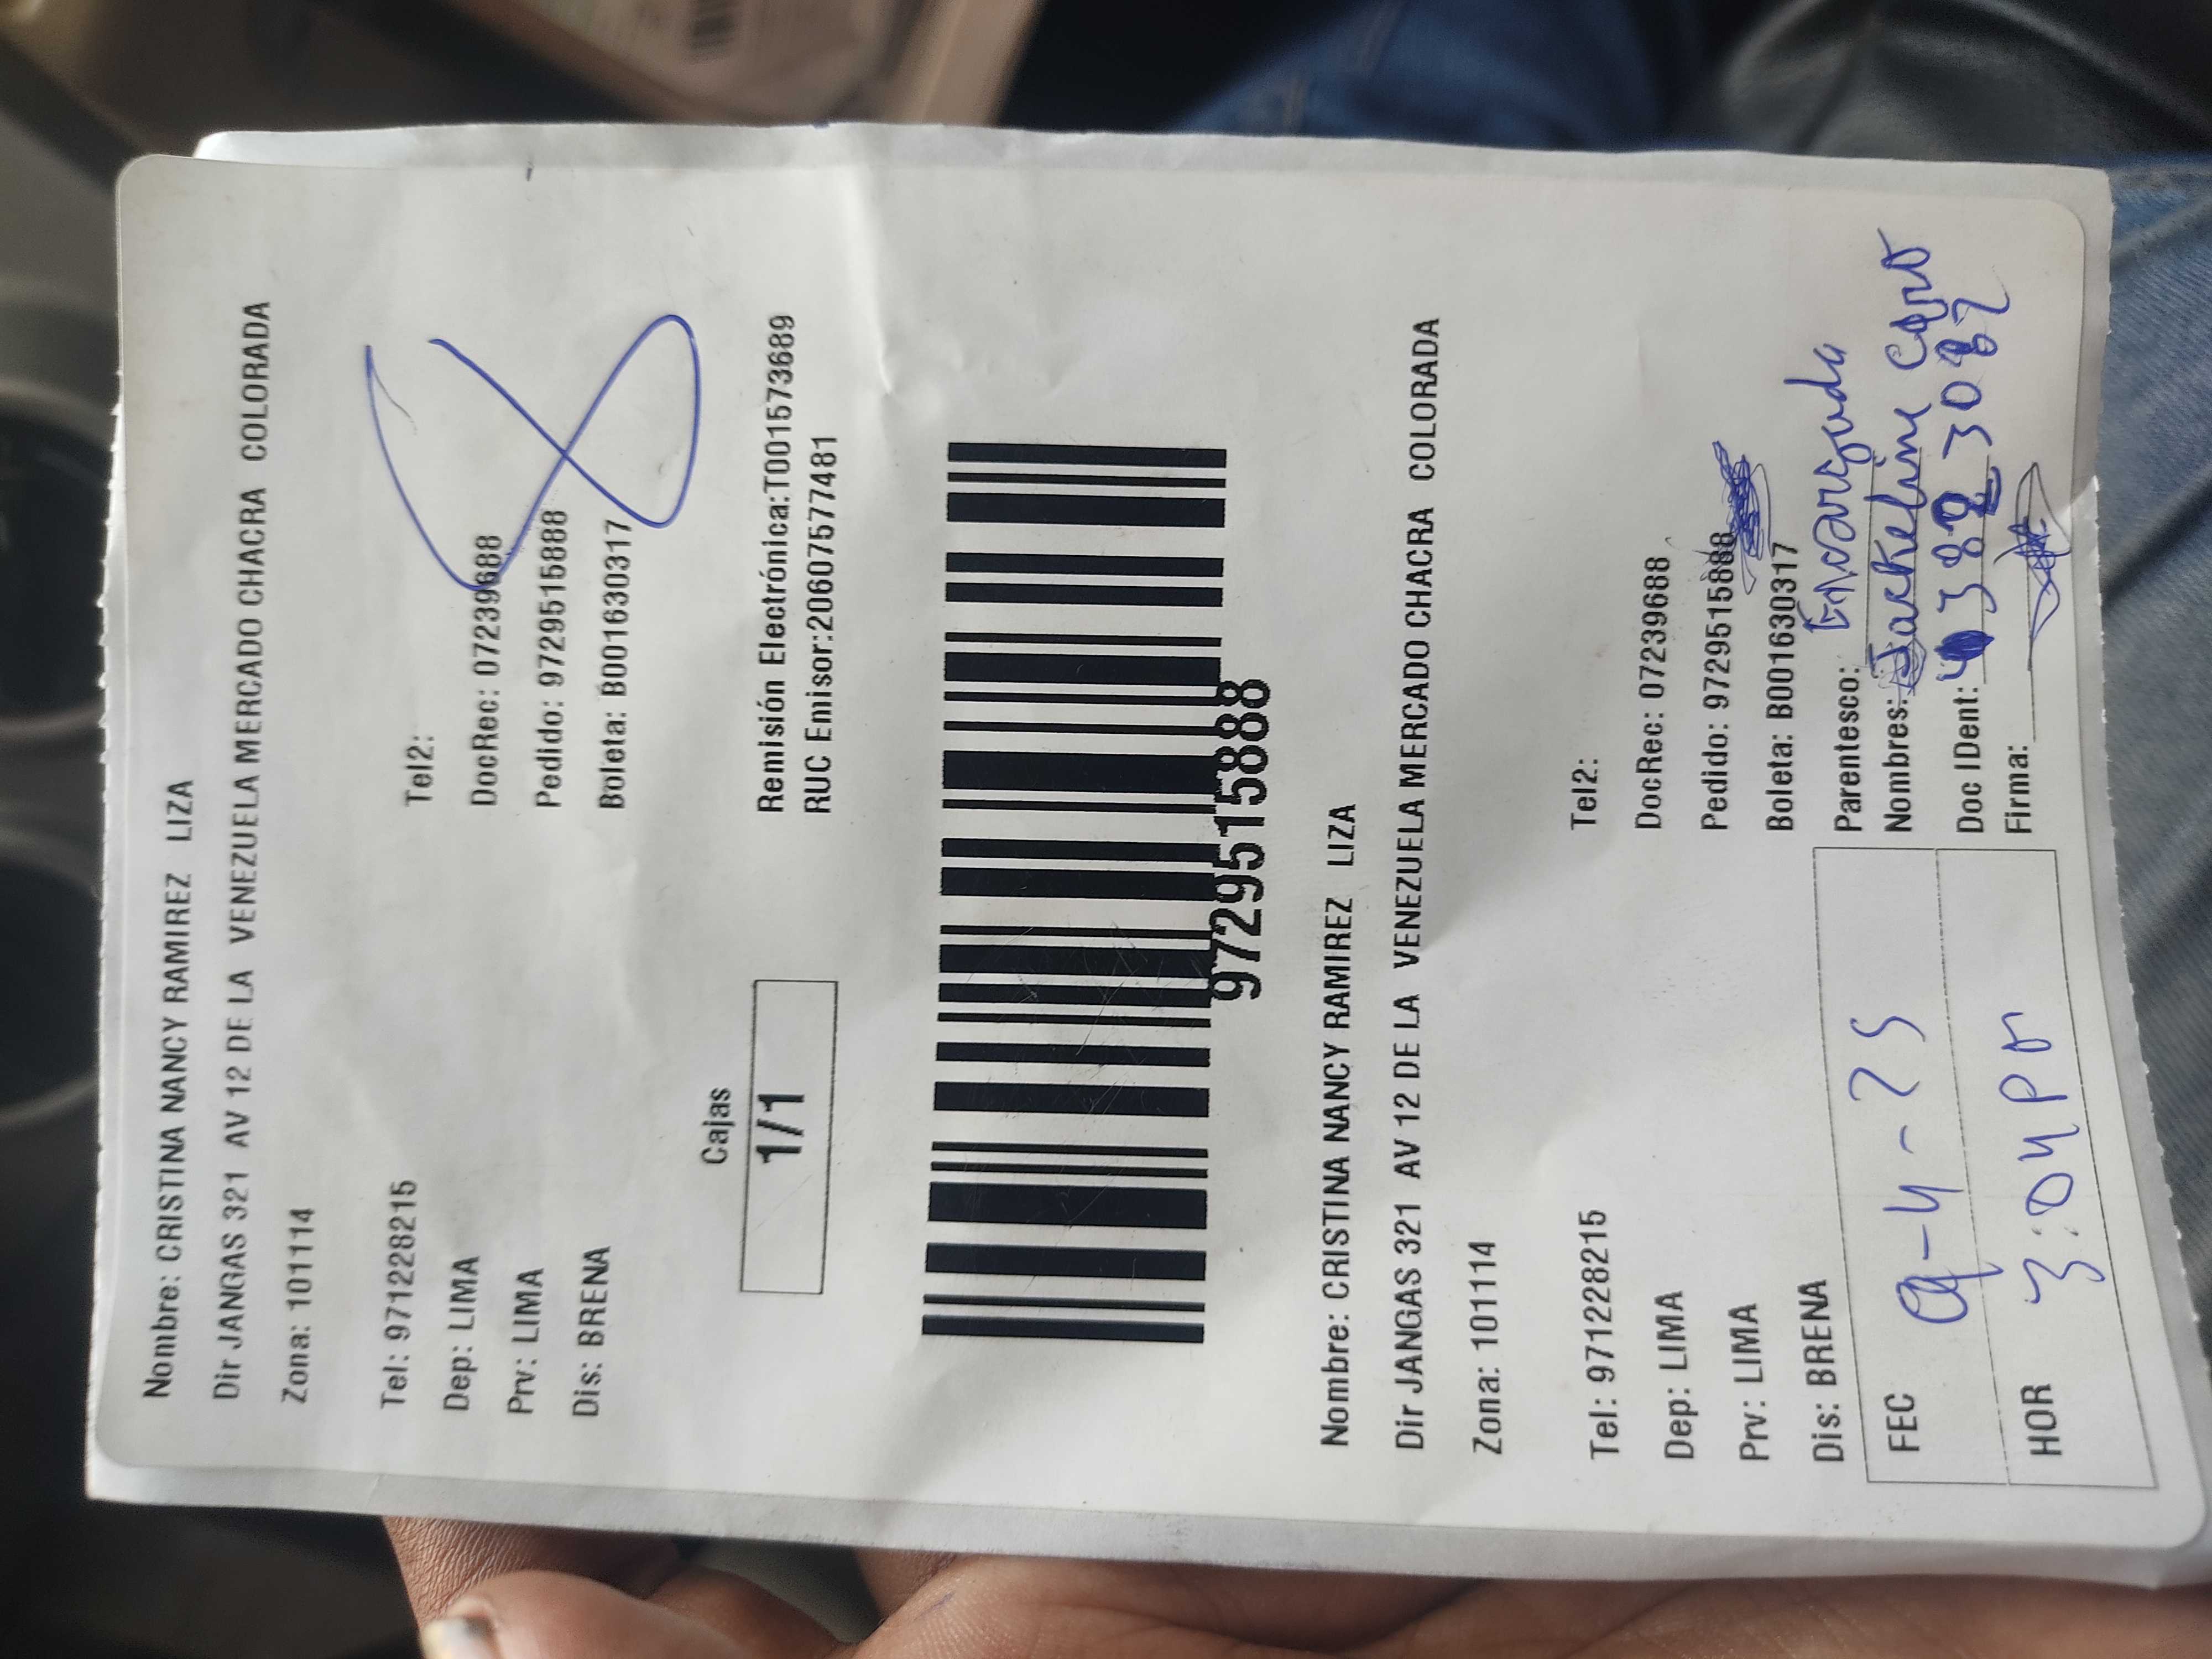 Nombre: CRISTINA NANCY RAMIREZ LIZA
Dir JANGAS 321 AV 12 DE LA VENEZUELA MERCADO CHACRA COLORADA
Zona: 101114
Tel: 971228215
Tel2:
Dep: LIMA
DocRec: 07239688
Prv: LIMA
Pedido: 9729515888
Dis: BRENA
Boleta: B001630317
8
Cajas
1/1
Remisión Electrónica:T001573689
RUC Emisor:20607577481
9729515888
Nombre: CRISTINA NANCY RAMIREZ LIZA
Dir JANGAS 321 AV 12 DE LA VENEZUELA MERCADO CHACRA COLORADA
Zona: 101114
Tel: 971228215
Tel2:
Dep: LIMA
DocRec: 07239688
Prv: LIMA
Pedido: 9729515888
Dis: BRENA
Boleta: B001630317
FEC 9-4-25
Parentesco: Encargada
Nombres: Jackeline
HOR 3:04 p
Doc IDent:
Firma: